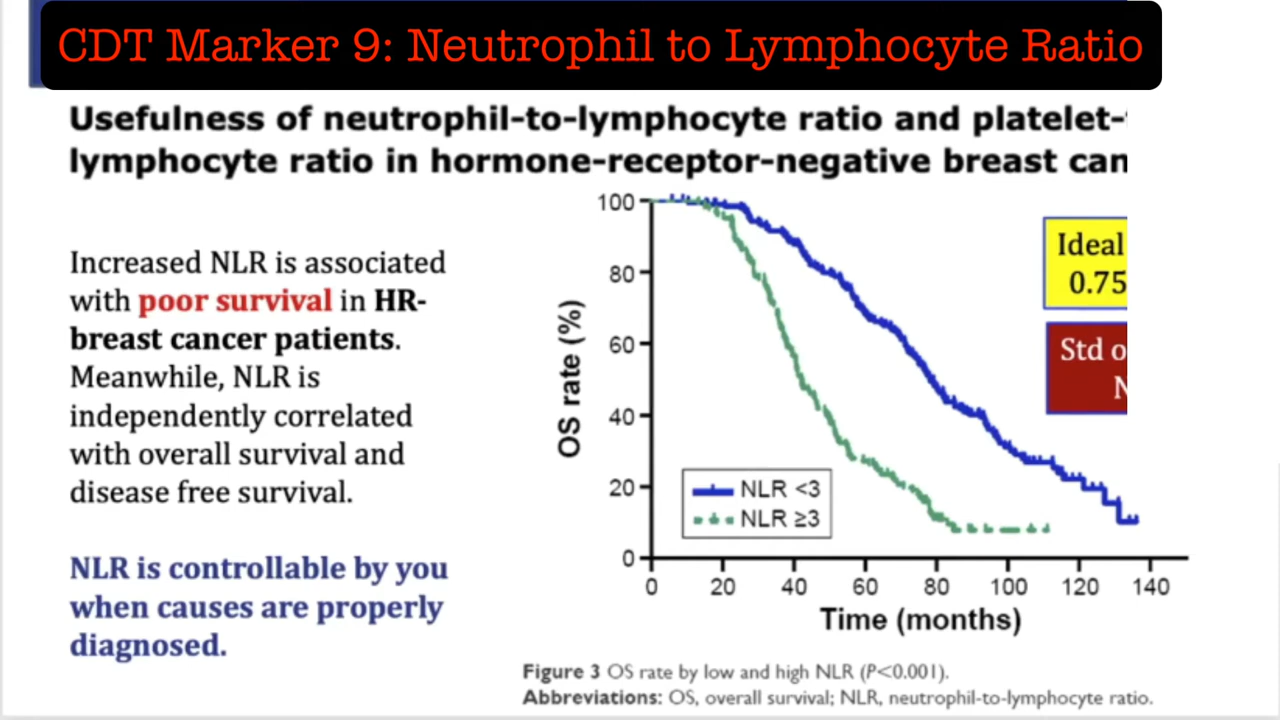 CDT Marker 9: Neutrophil to Lymphocyte Ratio
Usefulness of neutrophil-to-lymphocyte ratio and platelet-
lymphocyte ratio in hormone-receptor-negative breast can
Increased NLR is associated
with poor survival in HR-
breast cancer patients.
Meanwhile, NLR is
independently correlated
with overall survival and
disease free survival.
NLR is controllable by you
when causes are properly
diagnosed.
OS rate (%)
100
80
60
40
20
0
NLR <3
NLR ≥3
0 20 40 60 80 100 120 140
Time (months)
Ideal
0.75
Std o
N
Figure 3 OS rate by low and high NLR (P<0.001).
Abbreviations: OS, overall survival; NLR, neutrophil-to-lymphocyte ratio.